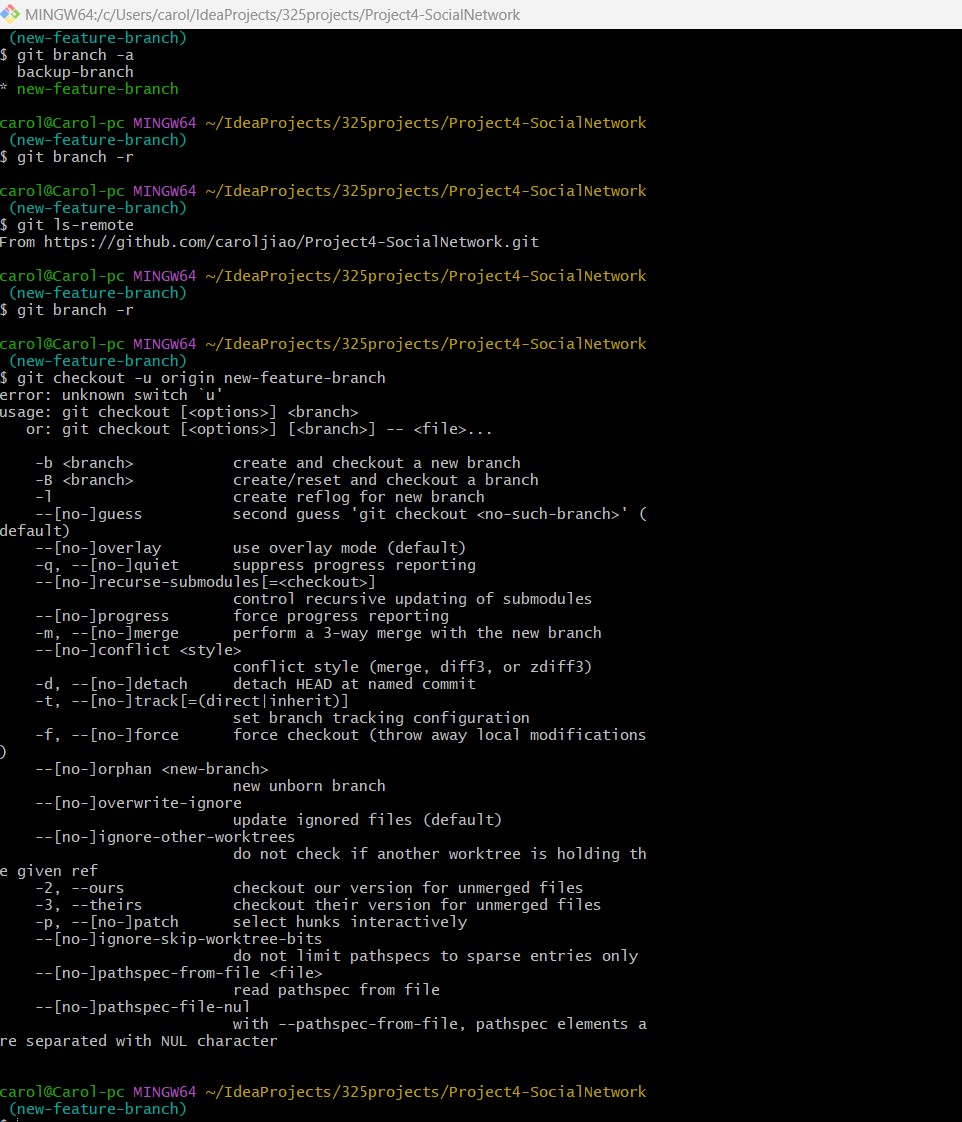 MINGW64:/c/Users/carol/IdeaProjects/325projects/Project4-SocialNetwork
(new-feature-branch)
$ git branch -a
  backup-branch
* new-feature-branch

carol@Carol-pc MINGW64 ~/IdeaProjects/325projects/Project4-SocialNetwork
 (new-feature-branch)
$ git branch -r

carol@Carol-pc MINGW64 ~/IdeaProjects/325projects/Project4-SocialNetwork
 (new-feature-branch)
$ git ls-remote
From https://github.com/caroljiao/Project4-SocialNetwork.git

carol@Carol-pc MINGW64 ~/IdeaProjects/325projects/Project4-SocialNetwork
 (new-feature-branch)
$ git branch -r

carol@Carol-pc MINGW64 ~/IdeaProjects/325projects/Project4-SocialNetwork
 (new-feature-branch)
$ git checkout -u origin new-feature-branch
error: unknown switch `u'
usage: git checkout [<options>] <branch>
   or: git checkout [<options>] [<branch>] -- <file>...

    -b <branch>           create and checkout a new branch
    -B <branch>           create/reset and checkout a branch
    -l                    create reflog for new branch
    --[no-]guess          second guess 'git checkout <no-such-branch>' (
default)
    --[no-]overlay        use overlay mode (default)
    -q, --[no-]quiet      suppress progress reporting
    --[no-]recurse-submodules[=<checkout>]
                          control recursive updating of submodules
    --[no-]progress       force progress reporting
    -m, --[no-]merge      perform a 3-way merge with the new branch
    --[no-]conflict <style>
                          conflict style (merge, diff3, or zdiff3)
    -d, --[no-]detach     detach HEAD at named commit
    -t, --[no-]track[=(direct|inherit)]
                          set branch tracking configuration
    -f, --[no-]force      force checkout (throw away local modifications
)
    --[no-]orphan <new-branch>
                          new unborn branch
    --[no-]overwrite-ignore
                          update ignored files (default)
    --[no-]ignore-other-worktrees
                          do not check if another worktree is holding th
e given ref
    -2, --ours            checkout our version for unmerged files
    -3, --theirs          checkout their version for unmerged files
    -p, --[no-]patch      select hunks interactively
    --[no-]ignore-skip-worktree-bits
                          do not limit pathspecs to sparse entries only
    --[no-]pathspec-from-file <file>
                          read pathspec from file
    --[no-]pathspec-file-nul
                          with --pathspec-from-file, pathspec elements a
re separated with NUL character


carol@Carol-pc MINGW64 ~/IdeaProjects/325projects/Project4-SocialNetwork
 (new-feature-branch)
$